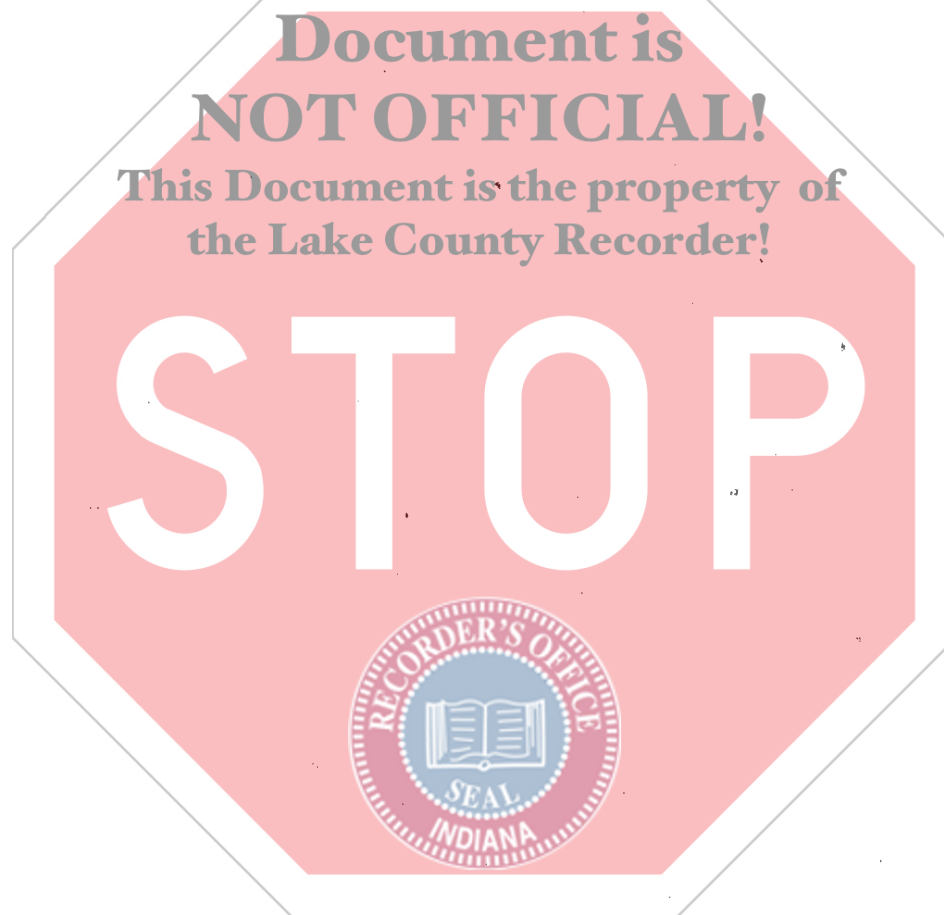 Document is
NOT OFFICIAL!
This Document is the property of
the Lake County Recorder!
STOP
RECORDER'S OFFICE
SEAL
INDIANA